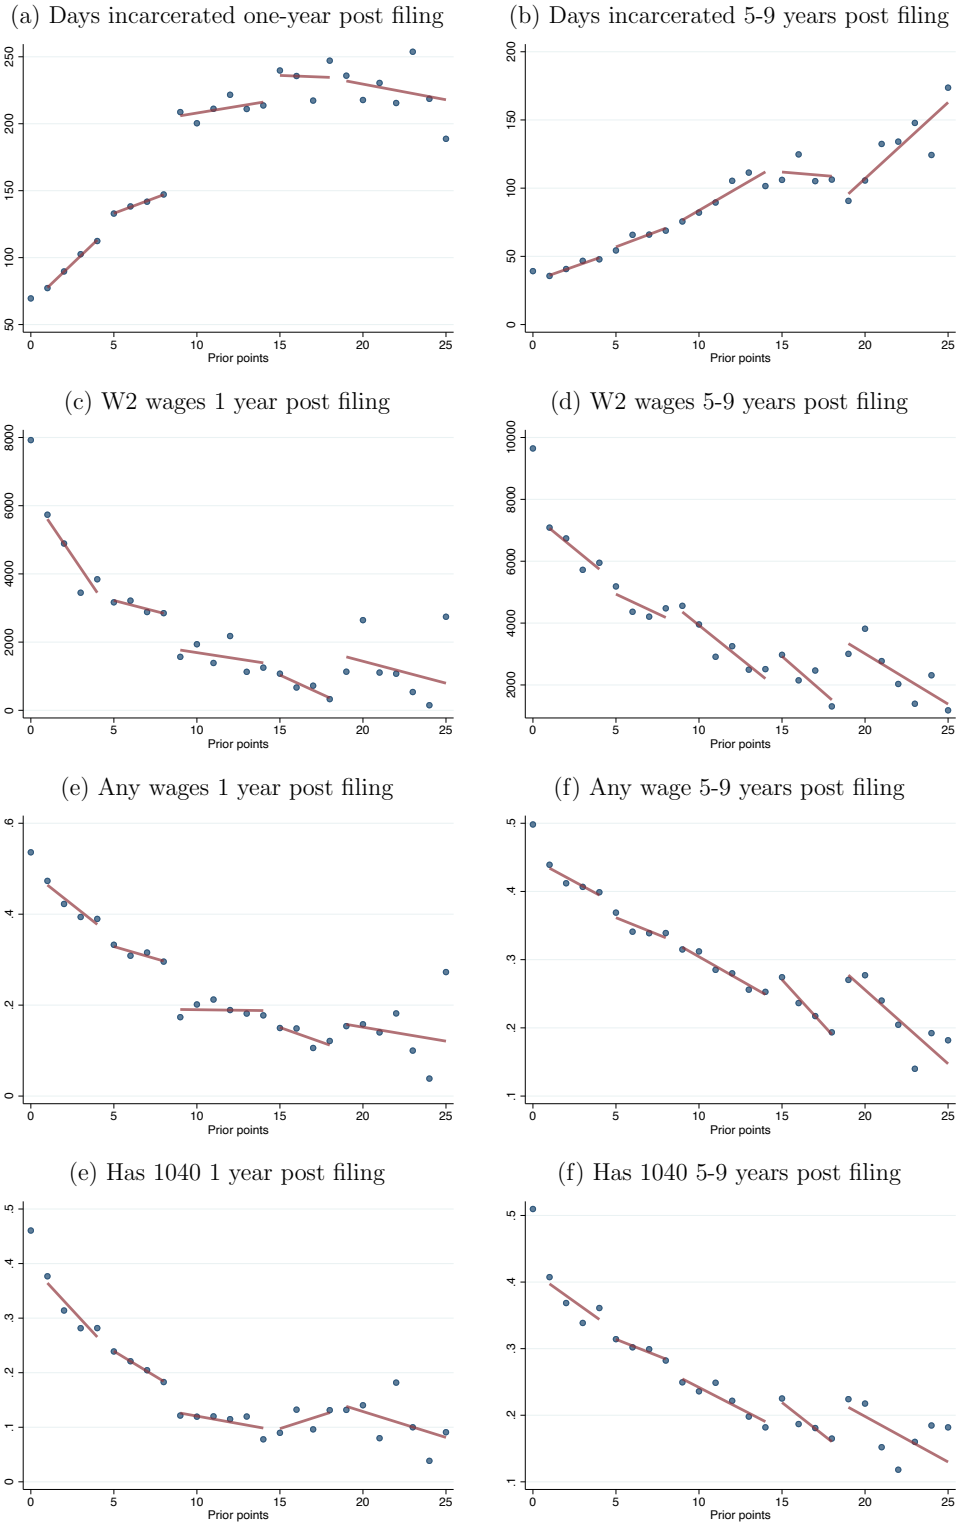 (a) Days incarcerated one-year post filing
(b) Days incarcerated 5-9 years post filing
250
200
150
100
50
0 5 10 15 20 25
Prior points
200
150
100
50
0
0 5 10 15 20 25
Prior points
(c) W2 wages 1 year post filing
(d) W2 wages 5-9 years post filing
8000
6000
4000
2000
0
0 5 10 15 20 25
Prior points
10000
8000
6000
4000
2000
0 5 10 15 20 25
Prior points
(e) Any wages 1 year post filing
(f) Any wage 5-9 years post filing
.6
.4
.2
0
0 5 10 15 20 25
Prior points
.5
.4
.3
.2
.1
0 5 10 15 20 25
Prior points
(e) Has 1040 1 year post filing
(f) Has 1040 5-9 years post filing
.5
.4
.3
.2
.1
0
0 5 10 15 20 25
Prior points
.5
.4
.3
.2
.1
0 5 10 15 20 25
Prior points